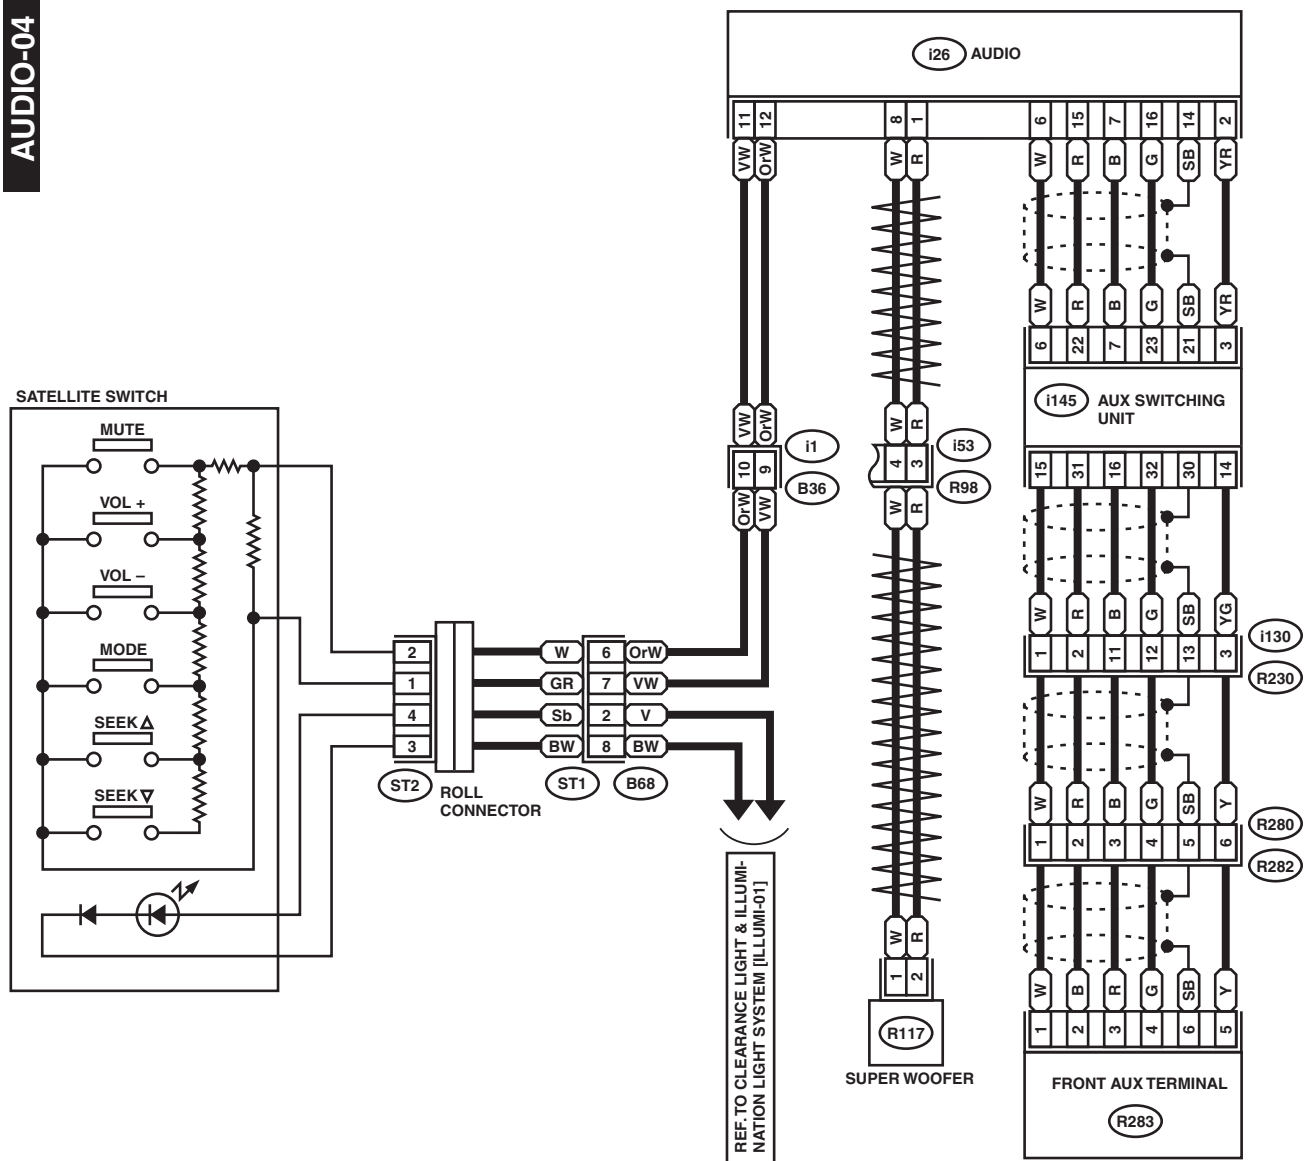 AUDIO-04
i26 AUDIO
11 12 8 1 6 15 7 16 14 2
VW OrW W R W R B G SB YR
W R B G SB YR
6 22 7 23 21 3
i145 AUX SWITCHING
UNIT
SATELLITE SWITCH
MUTE
VOL +
VOL –
MODE
SEEK △
SEEK ▽
VW OrW W R
i1
i53
10 9 4 3
B36
R98
OrW VW W R
15 31 16 32 30 14
W R B G SB YG
i130
1 2 11 12 13 3
R230
2 W 6 OrW
1 GR 7 VW
4 Sb 2 V
3 BW 8 BW
ST2
ROLL
CONNECTOR
ST1
B68
W R B G SB Y
R280
1 2 3 4 5 6
R282
REF. TO CLEARANCE LIGHT & ILLUMI-
NATION LIGHT SYSTEM [ILLUMI-01]
W R
1 2
R117
SUPER WOOFER
W B R G SB Y
1 2 3 4 6 5
FRONT AUX TERMINAL
R283